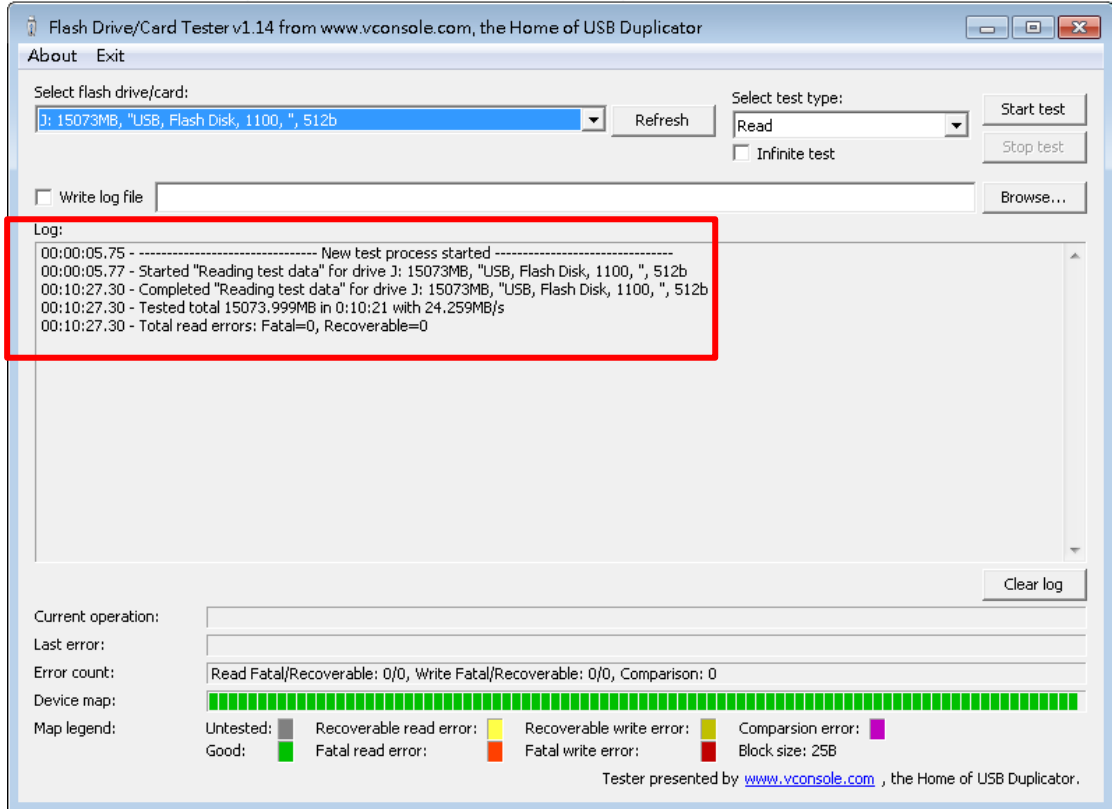 Flash Drive/Card Tester v1.14 from www.vconsole.com, the Home of USB Duplicator
About Exit
Select flash drive/card:
J: 15073MB, "USB, Flash Disk, 1100, ", 512b
Refresh
Select test type:
Read
Infinite test
Start test
Stop test
Write log file
Browse...
Log:
00:00:05.75 - -------------------------------- New test process started --------------------------------
00:00:05.77 - Started "Reading test data" for drive J: 15073MB, "USB, Flash Disk, 1100, ", 512b
00:10:27.30 - Completed "Reading test data" for drive J: 15073MB, "USB, Flash Disk, 1100, ", 512b
00:10:27.30 - Tested total 15073.999MB in 0:10:21 with 24.259MB/s
00:10:27.30 - Total read errors: Fatal=0, Recoverable=0
Clear log
Current operation:
Last error:
Error count: Read Fatal/Recoverable: 0/0, Write Fatal/Recoverable: 0/0, Comparison: 0
Device map:
Map legend: Untested: Recoverable read error: Recoverable write error: Comparsion error:
Good: Fatal read error: Fatal write error: Block size: 25B
Tester presented by www.vconsole.com , the Home of USB Duplicator.